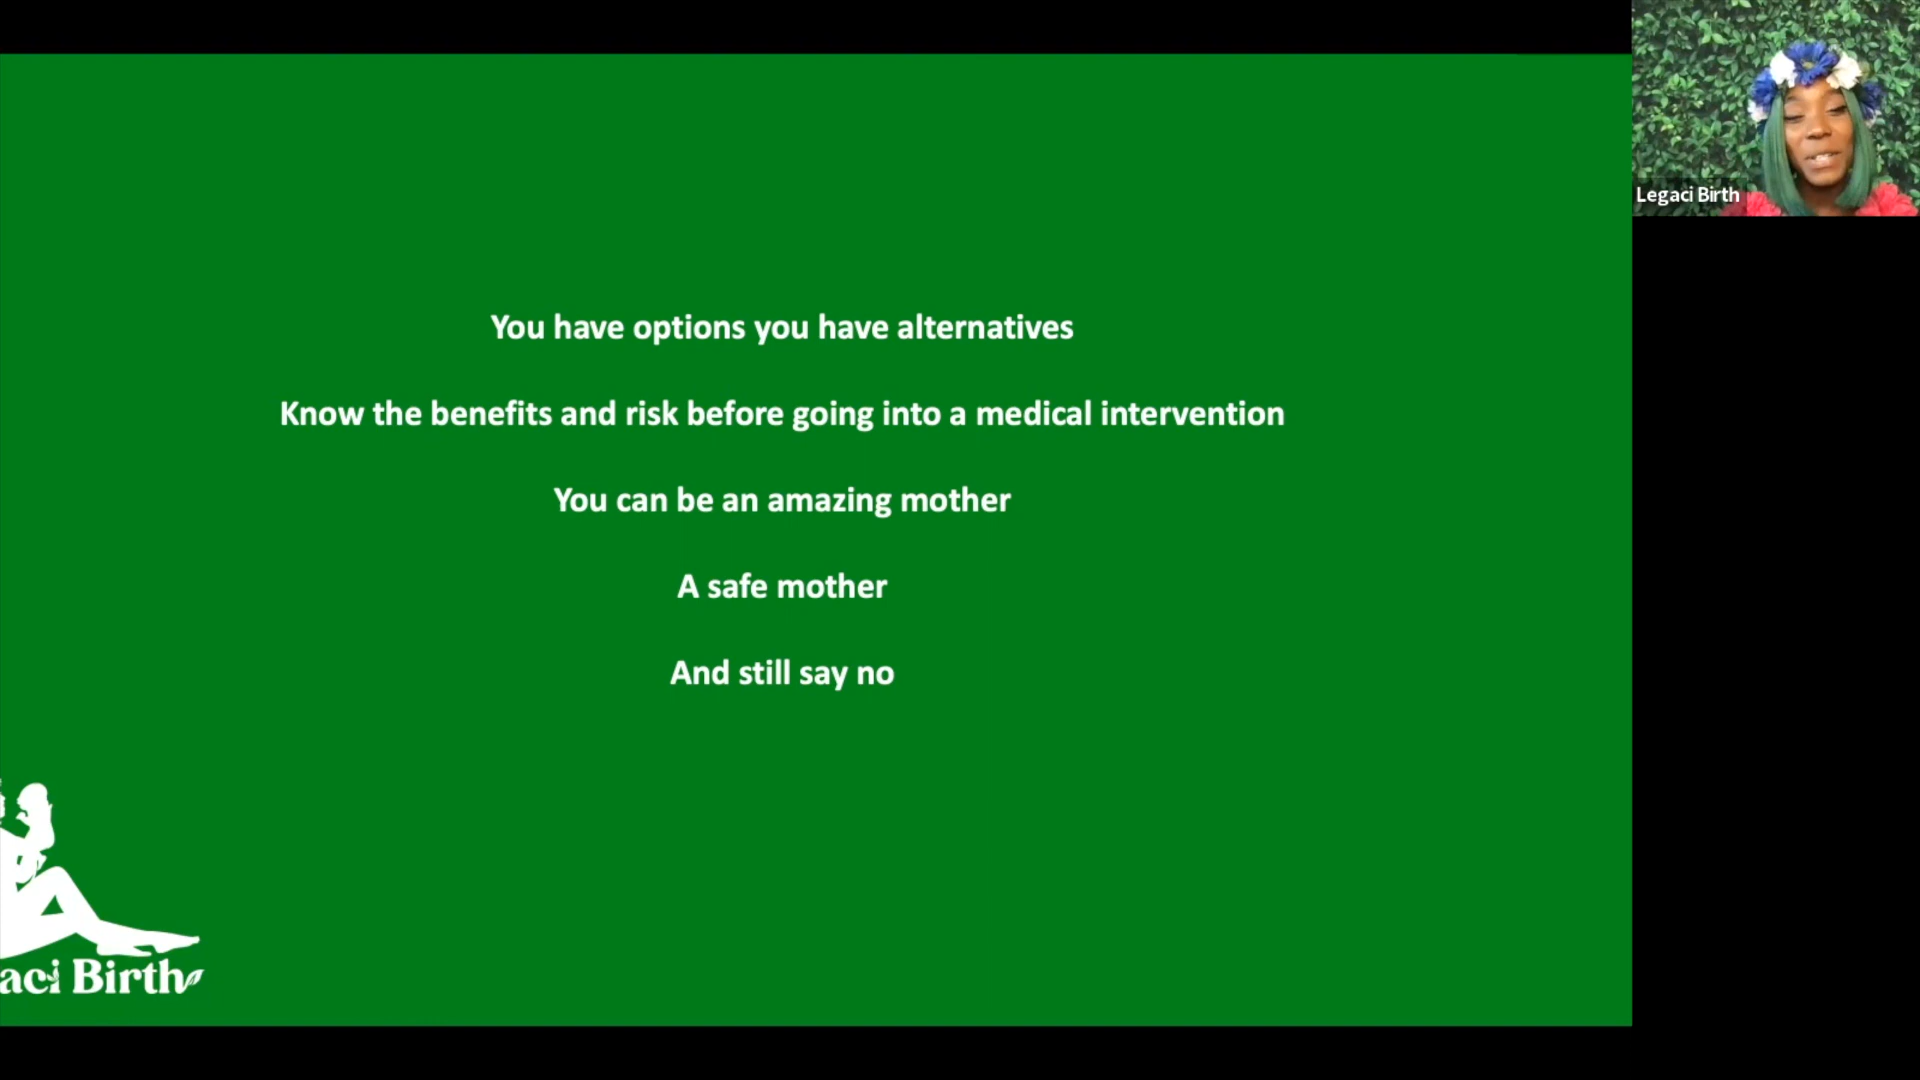 You have options you have alternatives
Know the benefits and risk before going into a medical intervention
You can be an amazing mother
A safe mother
And still say no
aci Birth
Legaci Birth